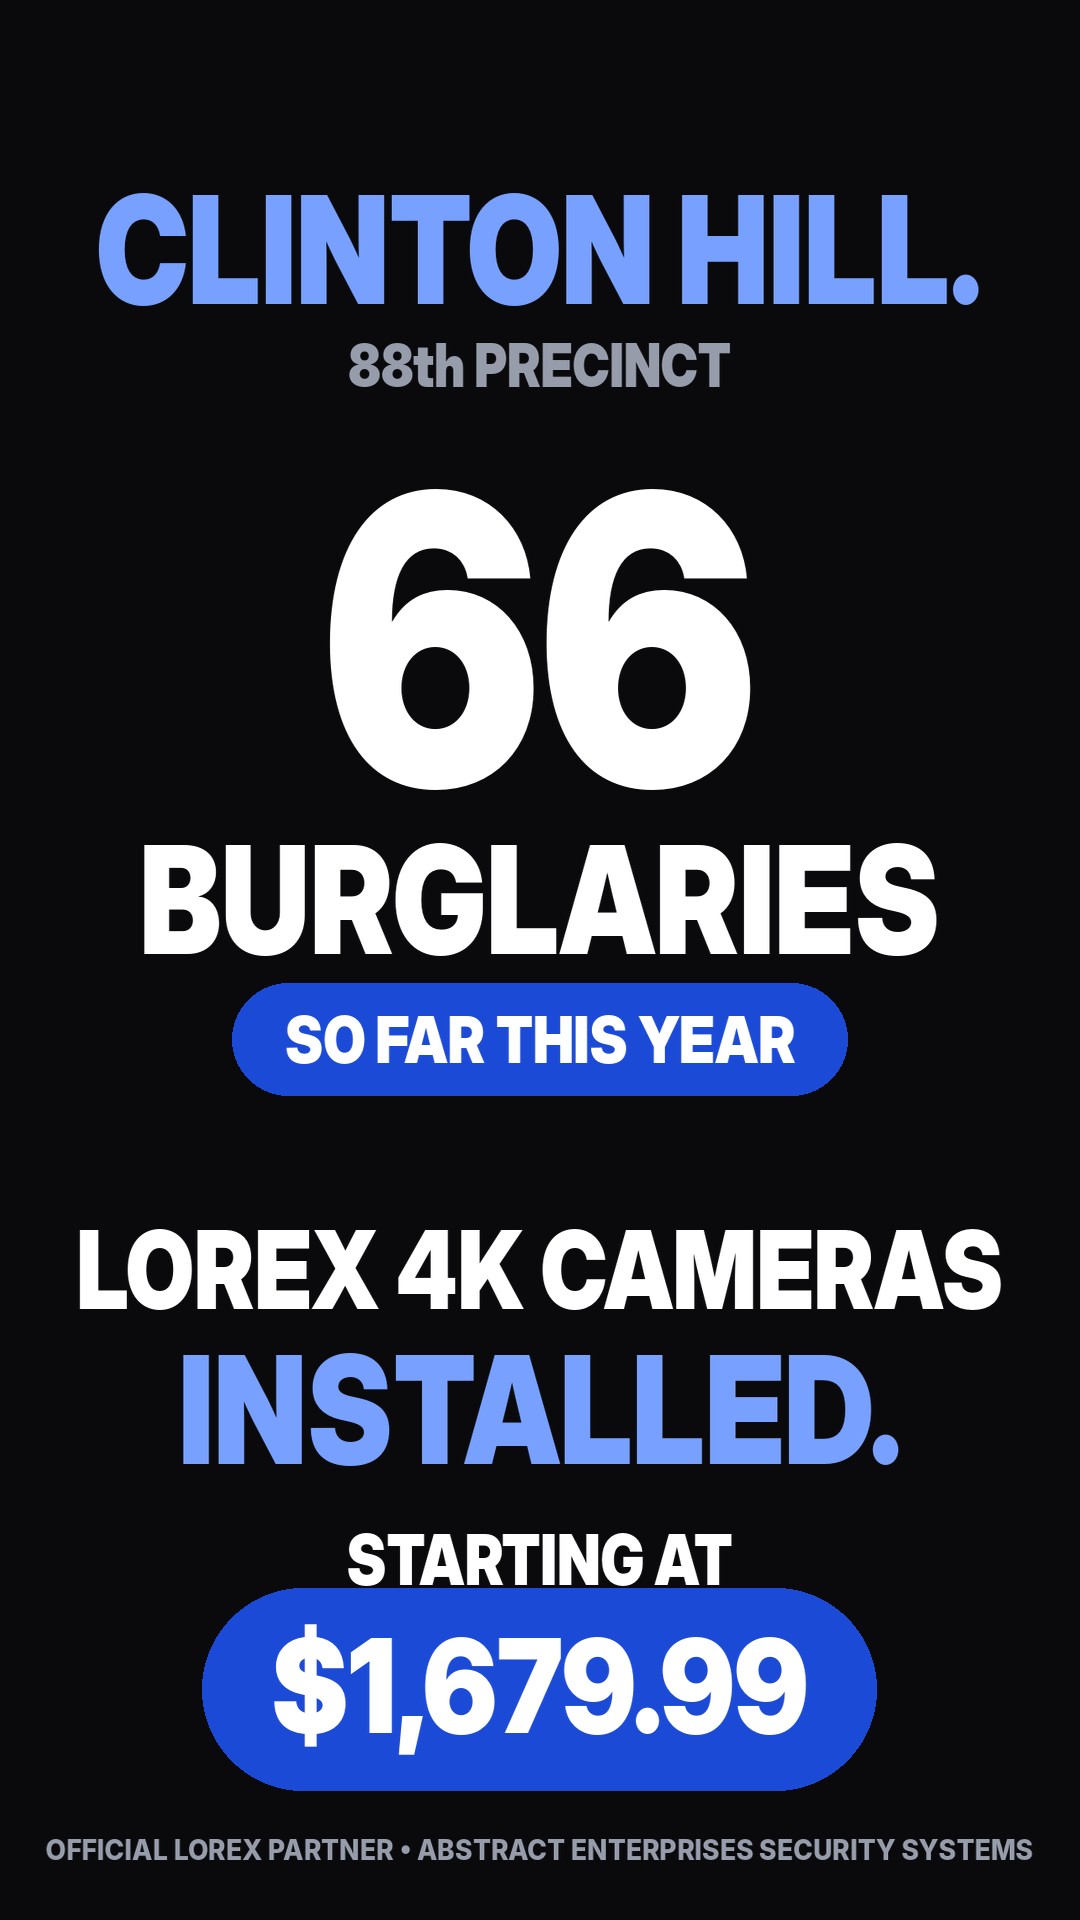 CLINTON HILL.
88th PRECINCT
66
BURGLARIES
SO FAR THIS YEAR
LOREX 4K CAMERAS
INSTALLED.
STARTING AT
$1,679.99
OFFICIAL LOREX PARTNER • ABSTRACT ENTERPRISES SECURITY SYSTEMS